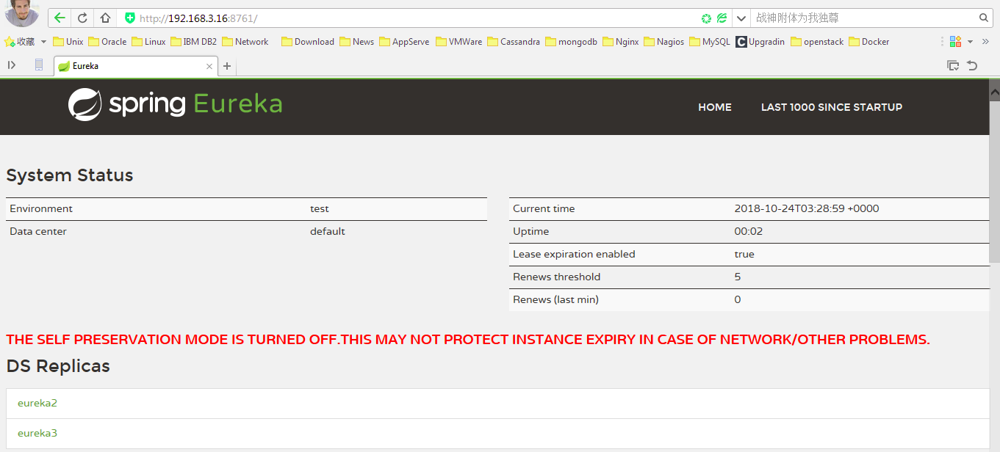 http://192.168.3.16:8761/ 战神附体为我独尊
收藏 Unix Oracle Linux IBM DB2 Network Download News AppServe VMWare Cassandra mongodb Nginx Nagios MySQL Upgradin openstack Docker
Eureka
spring Eureka HOME LAST 1000 SINCE STARTUP
System Status
Environment test Current time 2018-10-24T03:28:59 +0000
Data center default Uptime 00:02
Lease expiration enabled true
Renews threshold 5
Renews (last min) 0
THE SELF PRESERVATION MODE IS TURNED OFF.THIS MAY NOT PROTECT INSTANCE EXPIRY IN CASE OF NETWORK/OTHER PROBLEMS.
DS Replicas
eureka2
eureka3